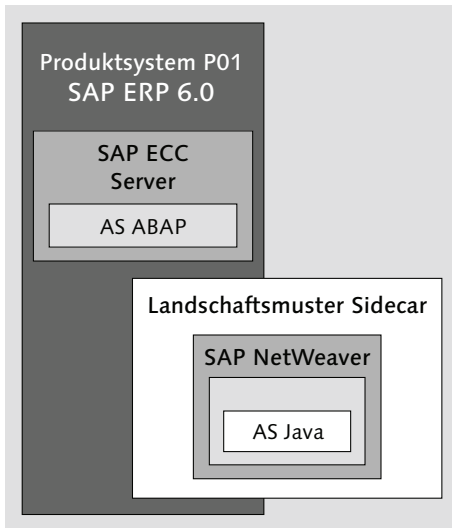 Produktsystem P01
SAP ERP 6.0
SAP ECC
Server
AS ABAP
Landschaftsmuster Sidecar
SAP NetWeaver
AS Java